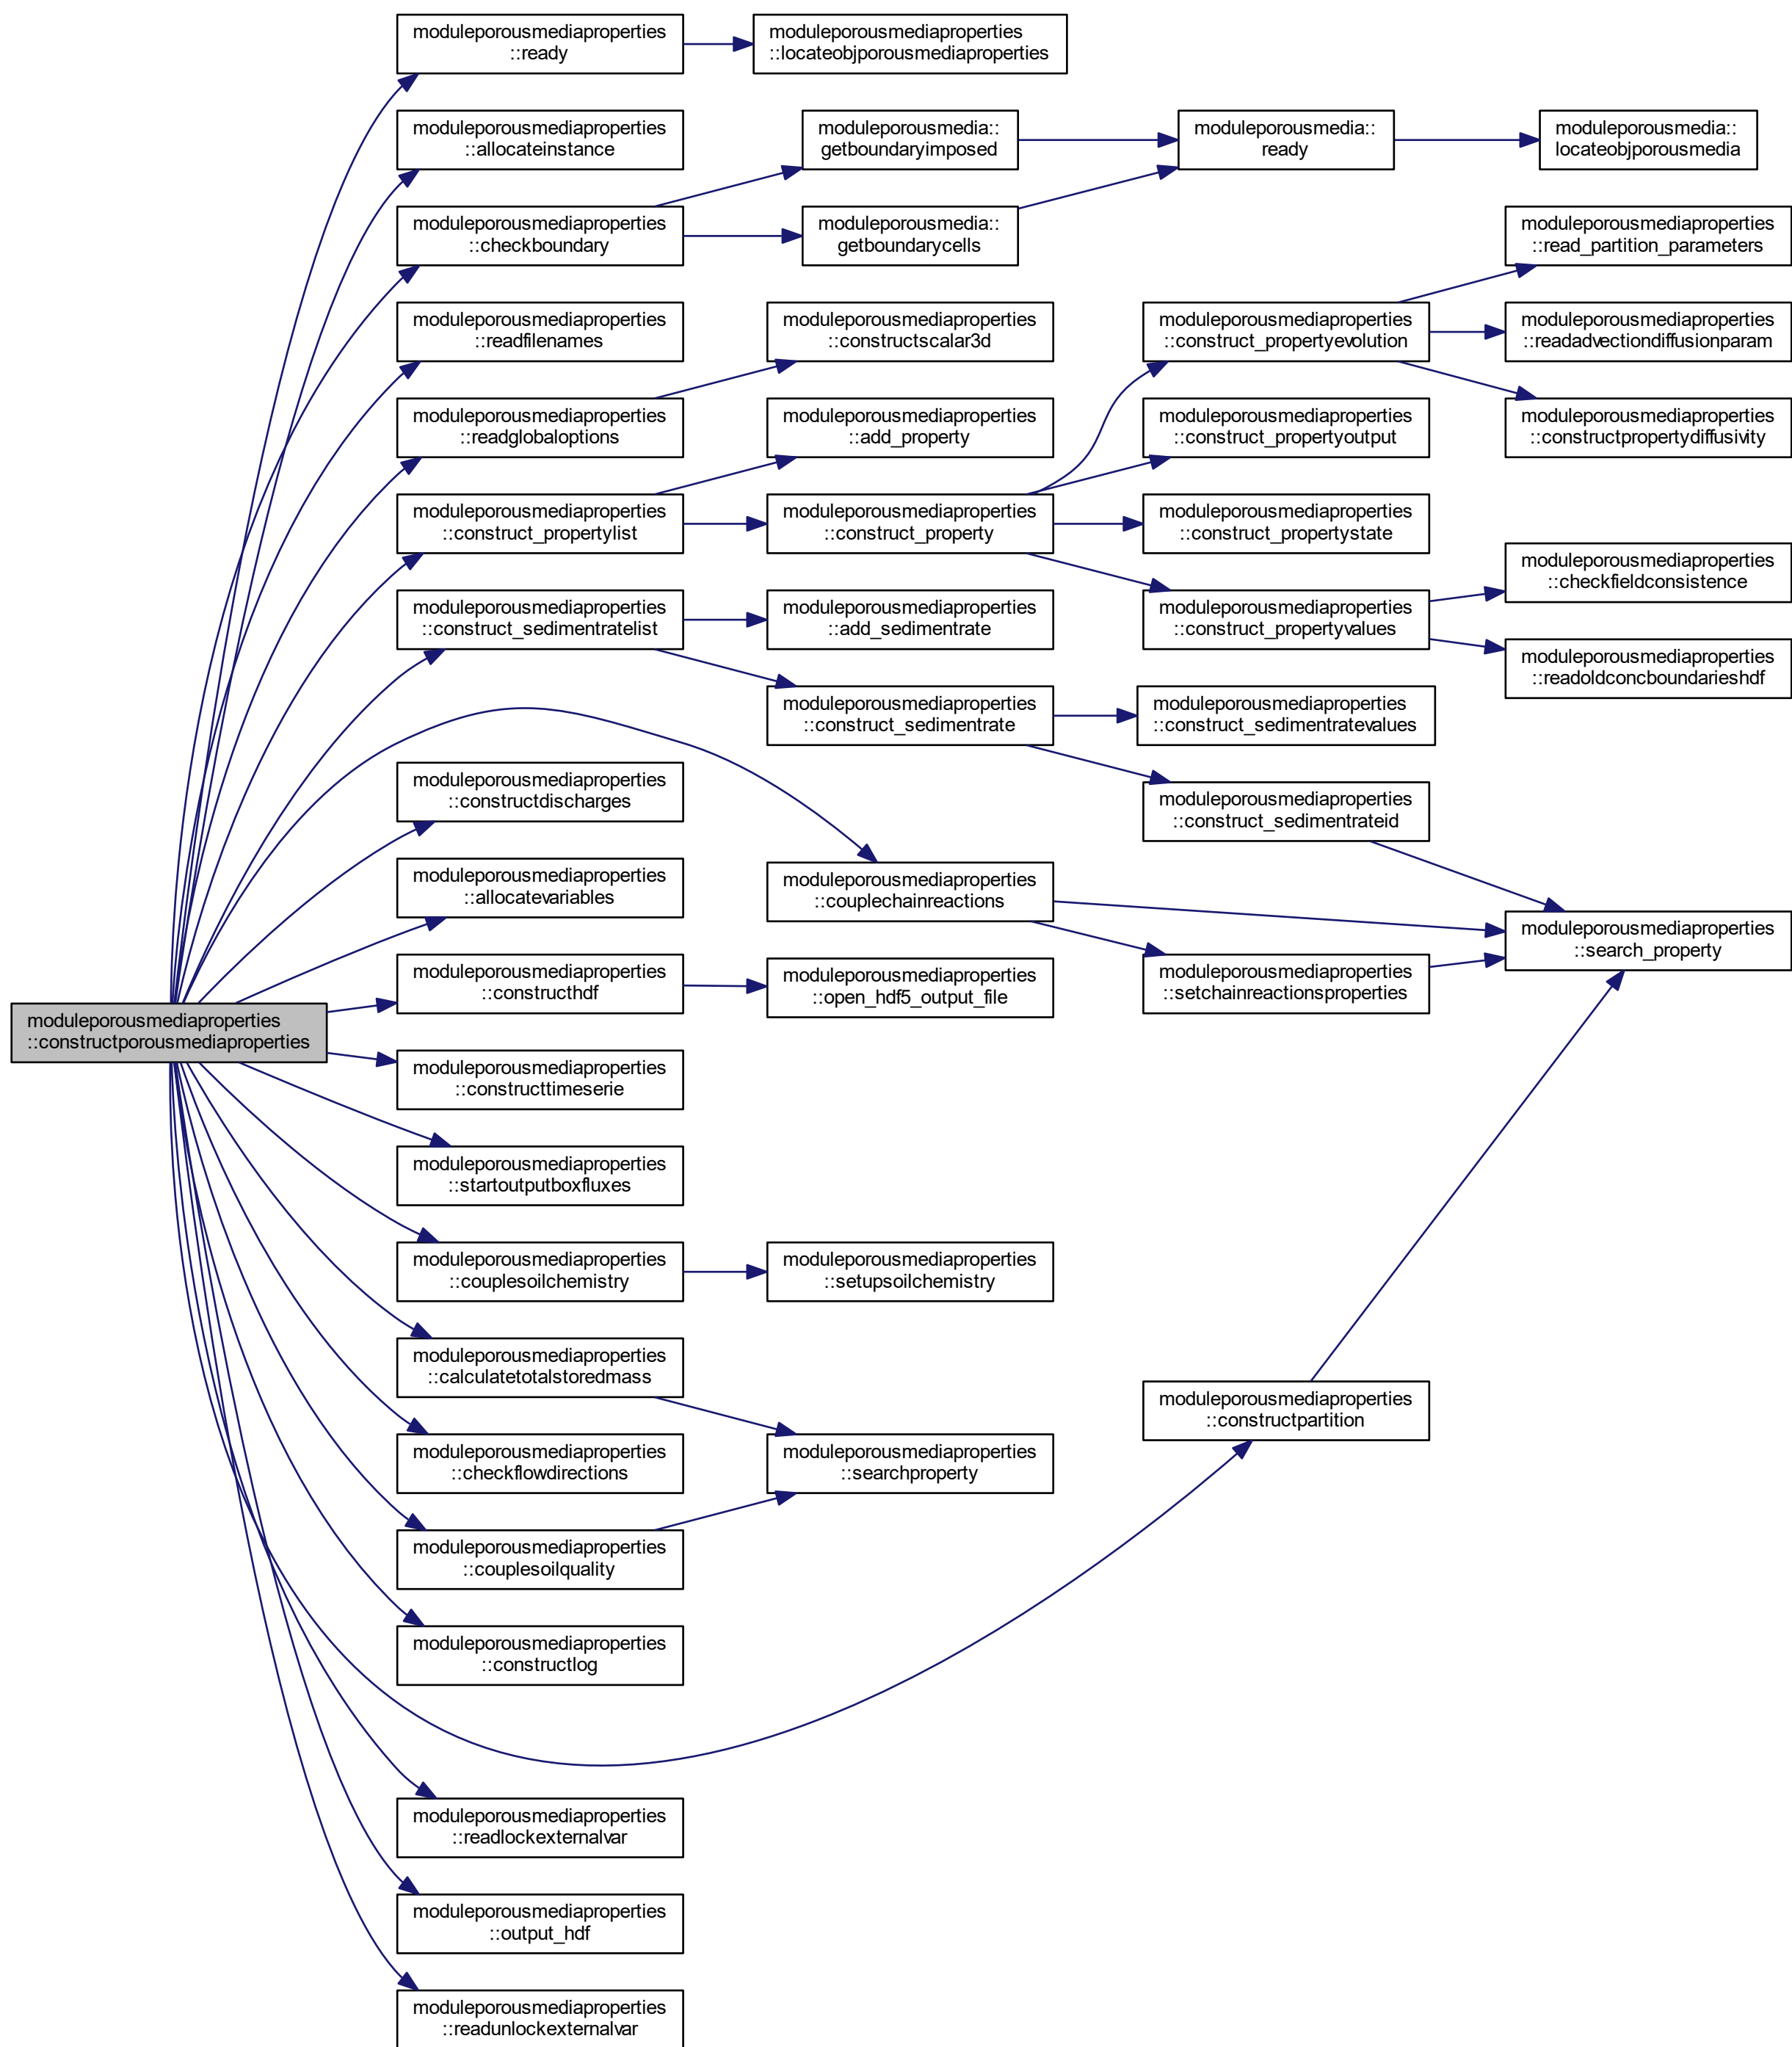 moduleporousmediaproperties
::ready
moduleporousmediaproperties
::locateobjporousmediaproperties
moduleporousmediaproperties
::allocateinstance
moduleporousmedia::
getboundaryimposed
moduleporousmedia::
ready
moduleporousmedia::
locateobjporousmedia
moduleporousmediaproperties
::checkboundary
moduleporousmedia::
getboundarycells
moduleporousmediaproperties
::read_partition_parameters
moduleporousmediaproperties
::readfilenames
moduleporousmediaproperties
::constructscalar3d
moduleporousmediaproperties
::construct_propertyevolution
moduleporousmediaproperties
::readadvectiondiffusionparam
moduleporousmediaproperties
::readglobaloptions
moduleporousmediaproperties
::add_property
moduleporousmediaproperties
::construct_propertyoutput
moduleporousmediaproperties
::constructpropertydiffusivity
moduleporousmediaproperties
::construct_propertylist
moduleporousmediaproperties
::construct_property
moduleporousmediaproperties
::construct_propertystate
moduleporousmediaproperties
::checkfieldconsistence
moduleporousmediaproperties
::construct_sedimentratelist
moduleporousmediaproperties
::add_sedimentrate
moduleporousmediaproperties
::construct_propertyvalues
moduleporousmediaproperties
::readoldconcboundarieshdf
moduleporousmediaproperties
::construct_sedimentrate
moduleporousmediaproperties
::construct_sedimentratevalues
moduleporousmediaproperties
::constructdischarges
moduleporousmediaproperties
::construct_sedimentrateid
moduleporousmediaproperties
::allocatevariables
moduleporousmediaproperties
::couplechainreactions
moduleporousmediaproperties
::search_property
moduleporousmediaproperties
::constructhdf
moduleporousmediaproperties
::open_hdf5_output_file
moduleporousmediaproperties
::setchainreactionsproperties
moduleporousmediaproperties
::constructporousmediaproperties
moduleporousmediaproperties
::constructtimeserie
moduleporousmediaproperties
::startoutputboxfluxes
moduleporousmediaproperties
::couplesoilchemistry
moduleporousmediaproperties
::setupsoilchemistry
moduleporousmediaproperties
::calculatetotalstoredmass
moduleporousmediaproperties
::constructpartition
moduleporousmediaproperties
::checkflowdirections
moduleporousmediaproperties
::searchproperty
moduleporousmediaproperties
::couplesoilquality
moduleporousmediaproperties
::constructlog
moduleporousmediaproperties
::readlockexternalvar
moduleporousmediaproperties
::output_hdf
moduleporousmediaproperties
::readunlockexternalvar